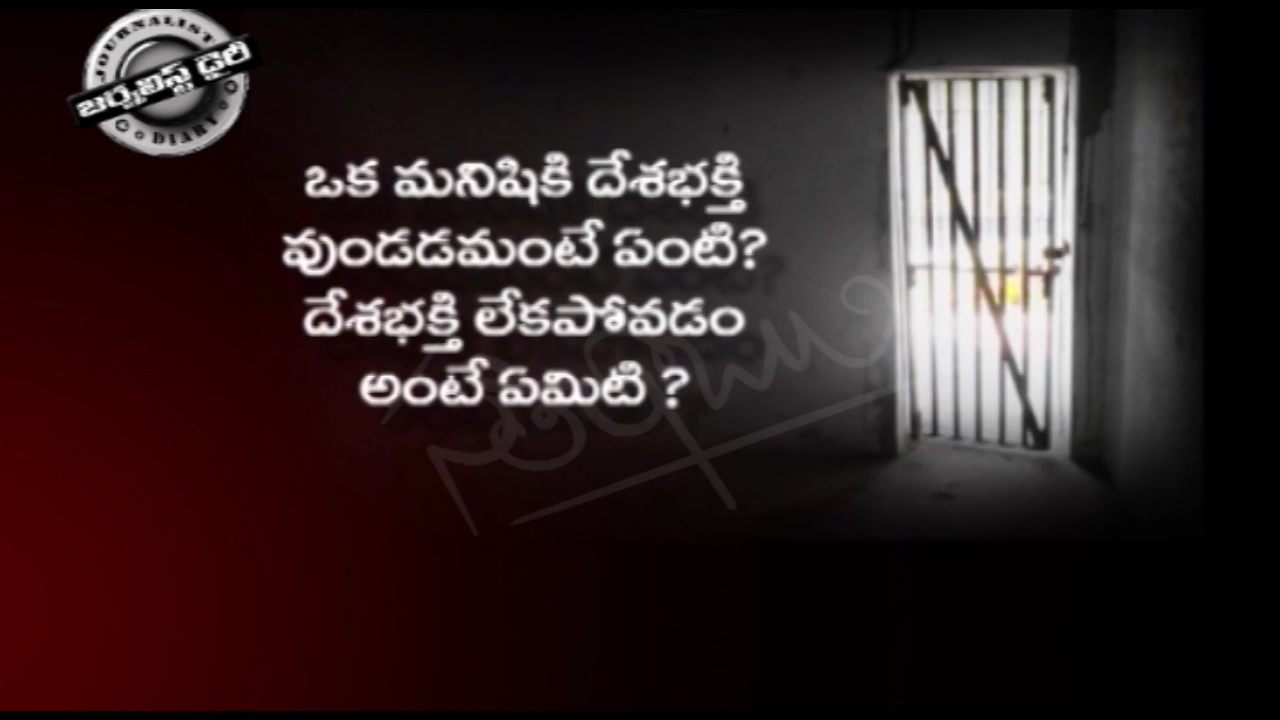 JOURNALIST
జర్నలిస్ట్ డైరీ
DIARY
ఒక మనిషికి దేశభక్తి
వుండడమంటే ఏంటి?
దేశభక్తి లేకపోవడం
అంటే ఏమిటి ?